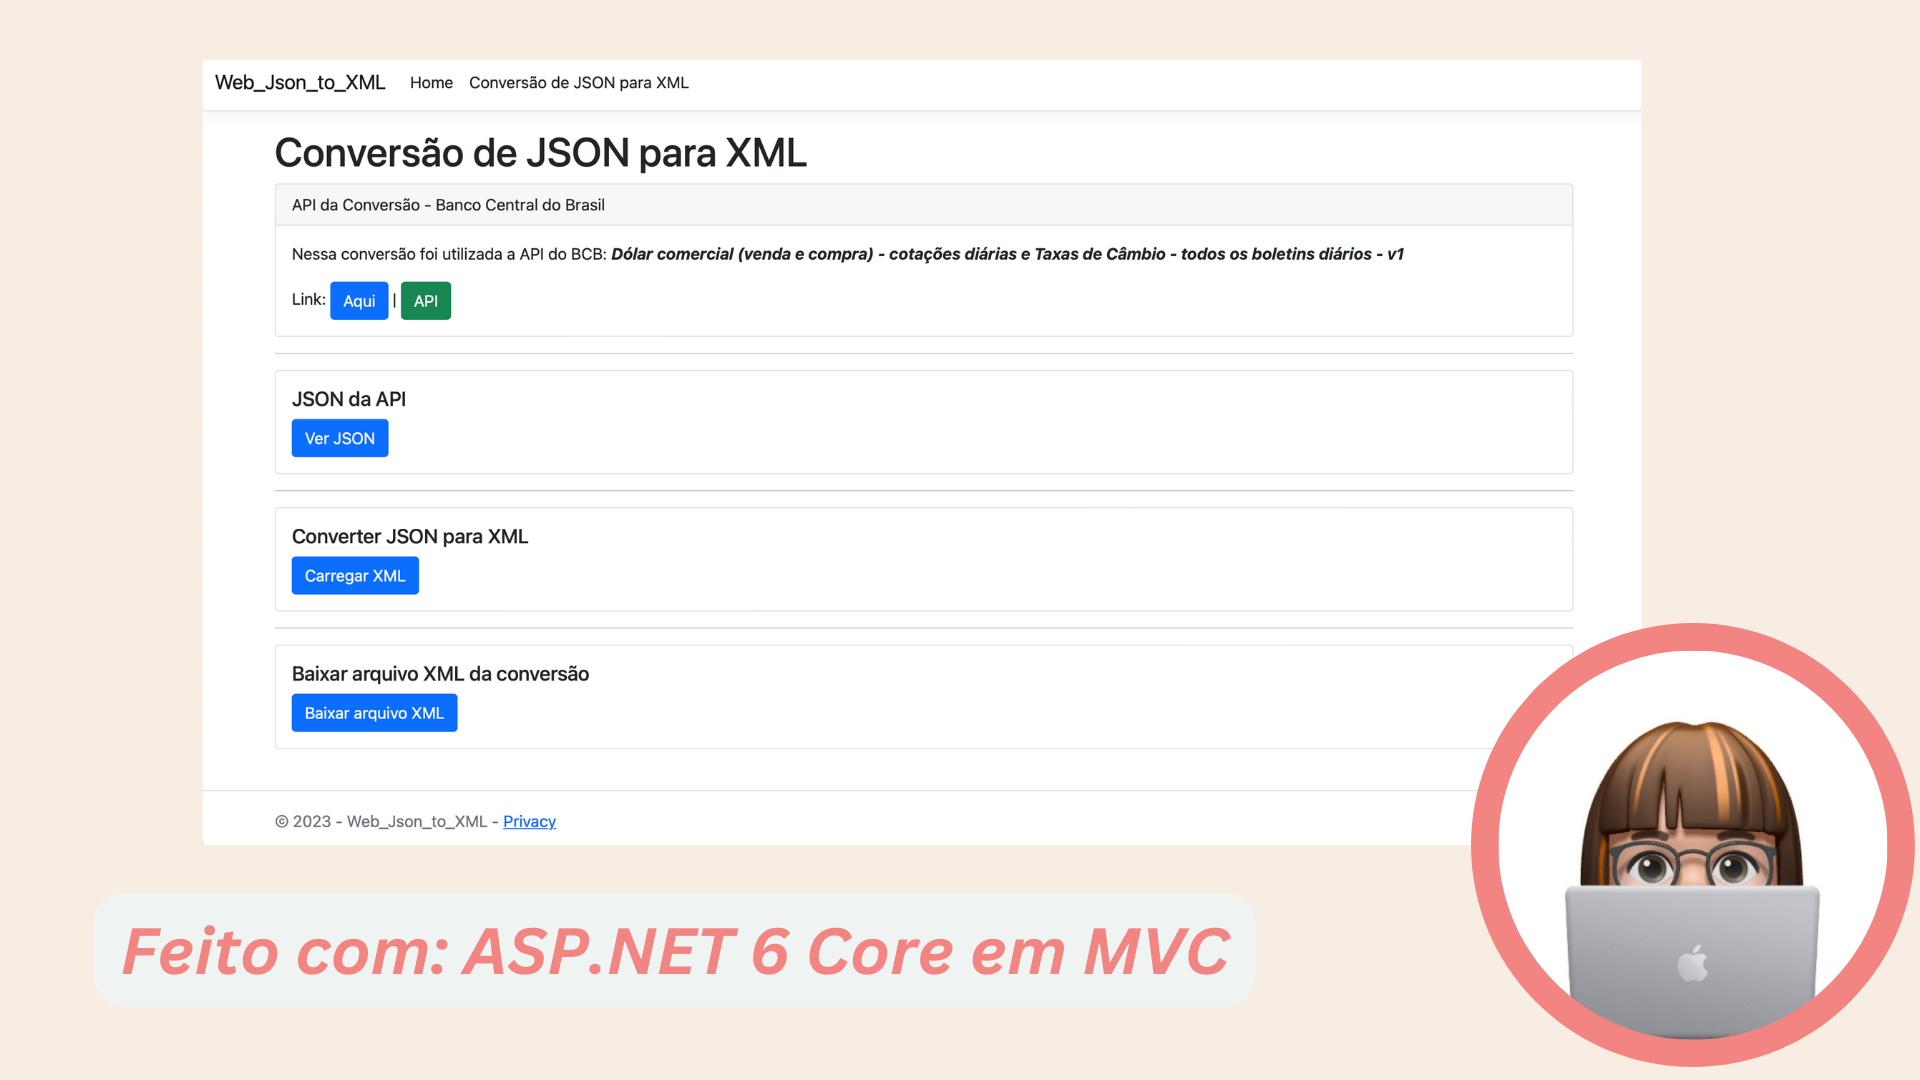 Web_Json_to_XML Home Conversão de JSON para XML
Conversão de JSON para XML
API da Conversão - Banco Central do Brasil
Nessa conversão foi utilizada a API do BCB: Dólar comercial (venda e compra) - cotações diárias e Taxas de Câmbio - todos os boletins diários - v1
Link: Aqui | API
JSON da API
Ver JSON
Converter JSON para XML
Carregar XML
Baixar arquivo XML da conversão
Baixar arquivo XML
© 2023 - Web_Json_to_XML - Privacy
Feito com: ASP.NET 6 Core em MVC